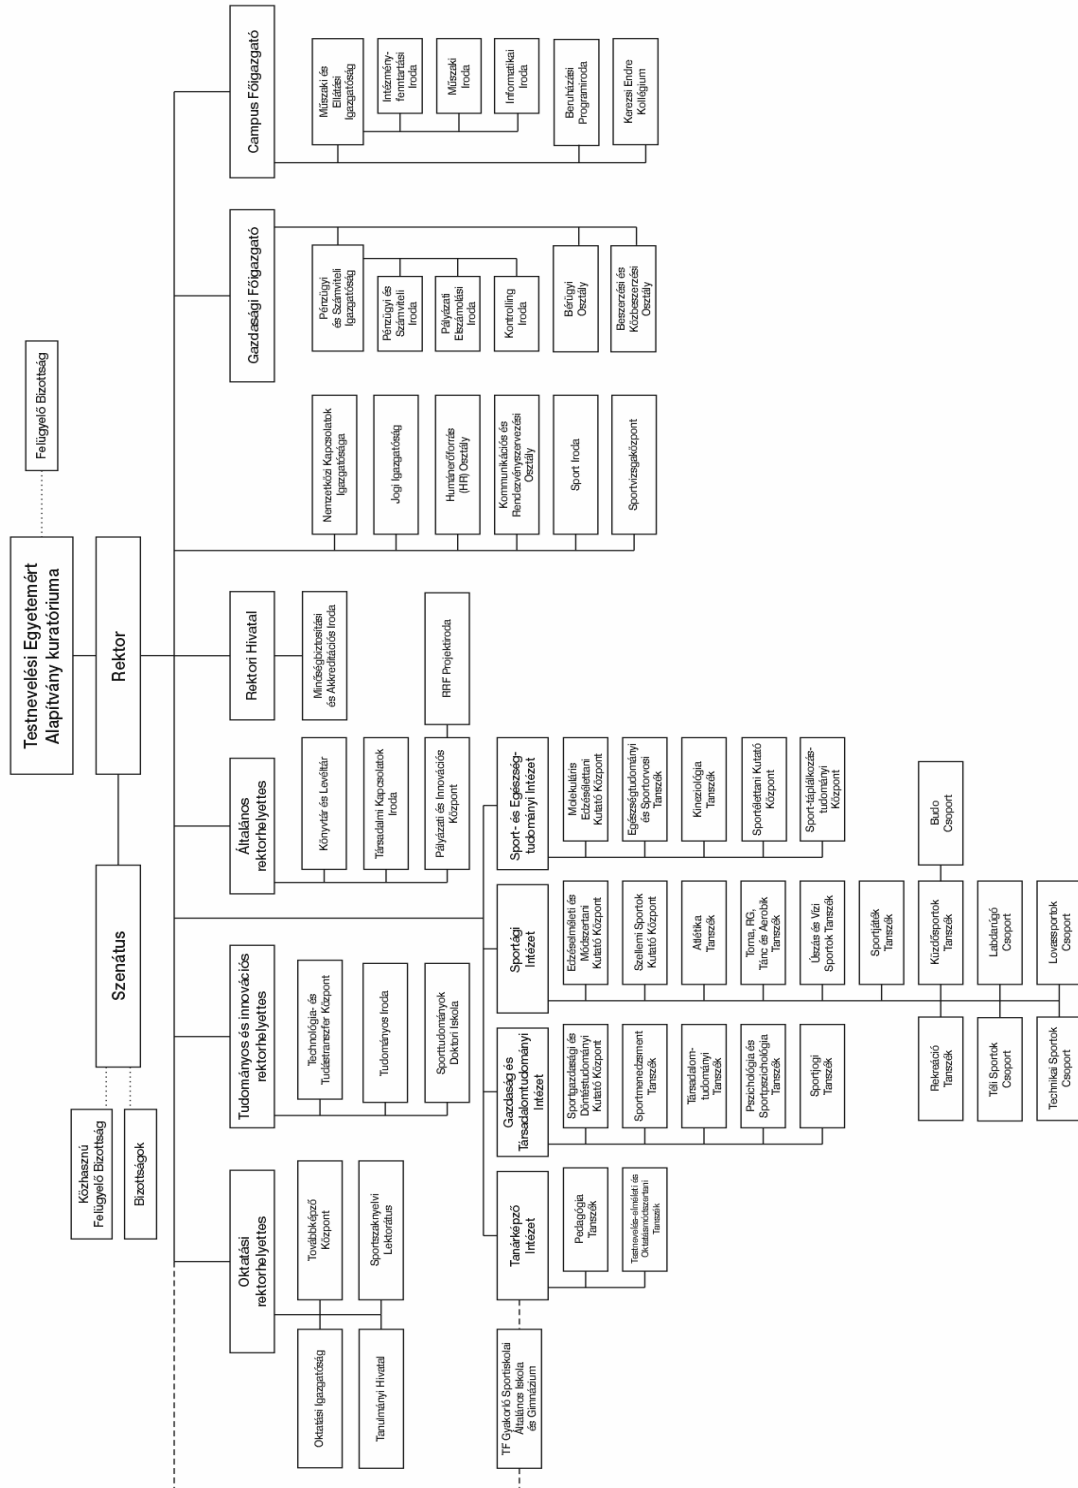 Testnevelési Egyetemért
Alapítvány kuratóriuma
Felügyelő Bizottság
Rektor
Szenátus
Közhasznú
Felügyelő Bizottság
Bizottságok
Oktatási
rektorhelyettes
Tudományos és innovációs
rektorhelyettes
Általános
rektorhelyettes
Rektori Hivatal
Gazdasági Főigazgató
Campus Főigazgató
Oktatási Igazgatóság
Továbbképző
Központ
Tanulmányi Hivatal
Sportszaknyelvi
Lektorátus
Technológia- és
Tudástranszfer Központ
Tudományos Iroda
Sporttudományok
Doktori Iskola
Könyvtár és Levéltár
Társadalmi Kapcsolatok
Iroda
Pályázati és Innovációs
Központ
RRF Projektiroda
Minőségbiztosítási
és Akkreditációs Iroda
Nemzetközi Kapcsolatok
Igazgatósága
Jogi Igazgatóság
Humánerőforrás
(HR) Osztály
Kommunikációs és
Rendezvényszervezési
Osztály
Sport Iroda
Sportvizsgaközpont
Pénzügyi
és Számviteli
Igazgatóság
Pénzügyi és
Számviteli
Iroda
Pályázati
Elszámolási
Iroda
Kontrolling
Iroda
Bérügyi
Osztály
Beszerzési és
Közbeszerzési
Osztály
Műszaki és
Ellátási
Igazgatóság
Intézmény-
fenntartási
Iroda
Műszaki
Iroda
Informatikai
Iroda
Beruházási
Programiroda
Kerezsi Endre
Kollégium
TF Gyakorló Sportiskolai
Általános Iskola
és Gimnázium
Tanárképző
Intézet
Pedagógia
Tanszék
Testnevelés-elméleti és
Oktatásmódszertani
Tanszék
Gazdaság és
Társadalomtudományi
Intézet
Sportgazdasági és
Döntéstudományi
Kutató Központ
Sportmenedzsment
Tanszék
Társadalom-
tudományi
Tanszék
Pszichológia és
Sportpszichológia
Tanszék
Sportjogi
Tanszék
Sportági
Intézet
Edzéselméleti és
Módszertani
Kutató Központ
Szellemi Sportok
Kutató Központ
Atlétika
Tanszék
Torna, RG,
Tánc és Aerobik
Tanszék
Úszás és Vízi
Sportok Tanszék
Sportjáték
Tanszék
Rekreáció
Tanszék
Küzdősportok
Tanszék
Budo
Csoport
Téli Sportok
Csoport
Labdarúgó
Csoport
Technikai Sportok
Csoport
Lovassportok
Csoport
Sport- és Egészség-
tudományi Intézet
Molekuláris
Edzésélettani
Kutató Központ
Egészségtudományi
és Sportorvosi
Tanszék
Kineziológia
Tanszék
Sportélettani Kutató
Központ
Sport-táplálkozás-
tudományi
Központ